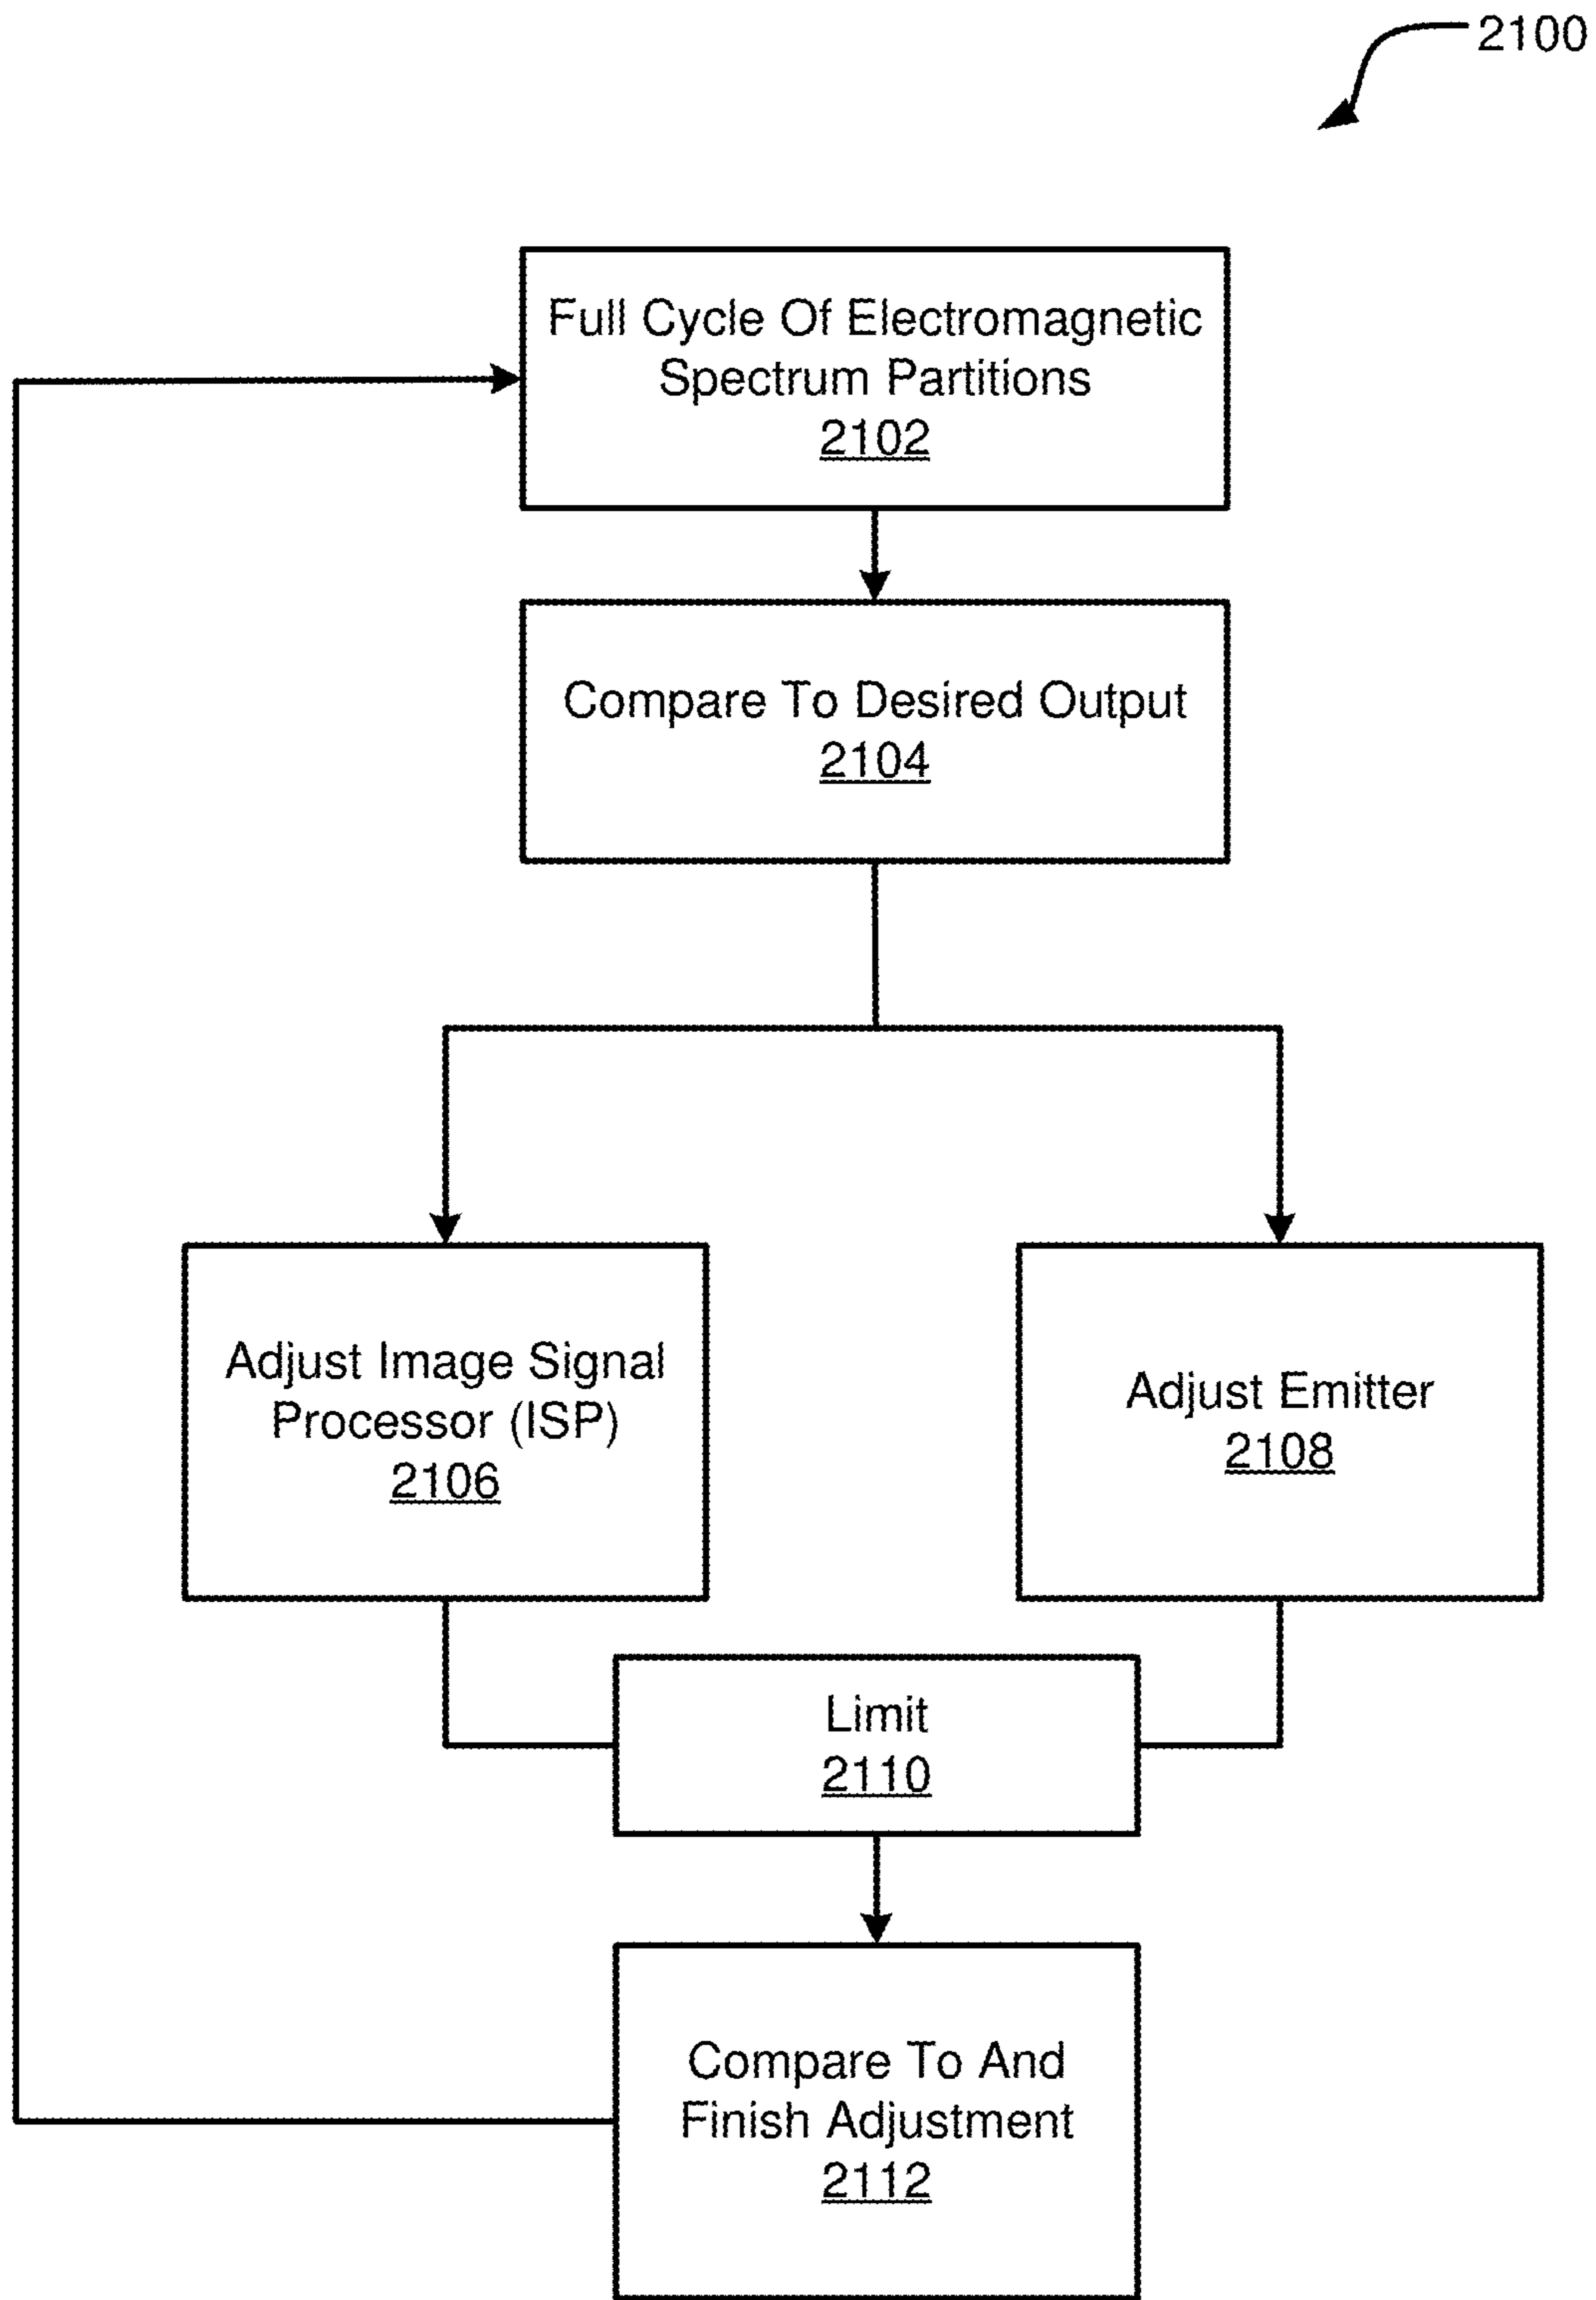 2100
Full Cycle Of Electromagnetic
Spectrum Partitions
2102
Compare To Desired Output
2104
Adjust Image Signal
Processor (ISP)
2106
Adjust Emitter
2108
Limit
2110
Compare To And
Finish Adjustment
2112